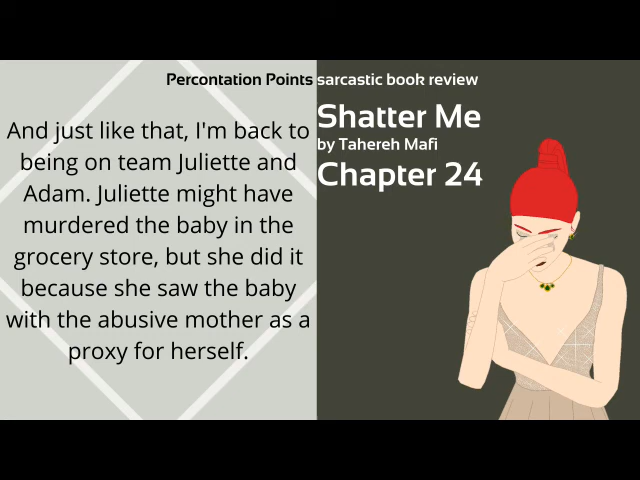 Percontation Points sarcastic book review
And just like that, I'm back to
being on team Juliette and
Adam. Juliette might have
murdered the baby in the
grocery store, but she did it
because she saw the baby
with the abusive mother as a
proxy for herself.
Shatter Me
by Tahereh Mafi
Chapter 24